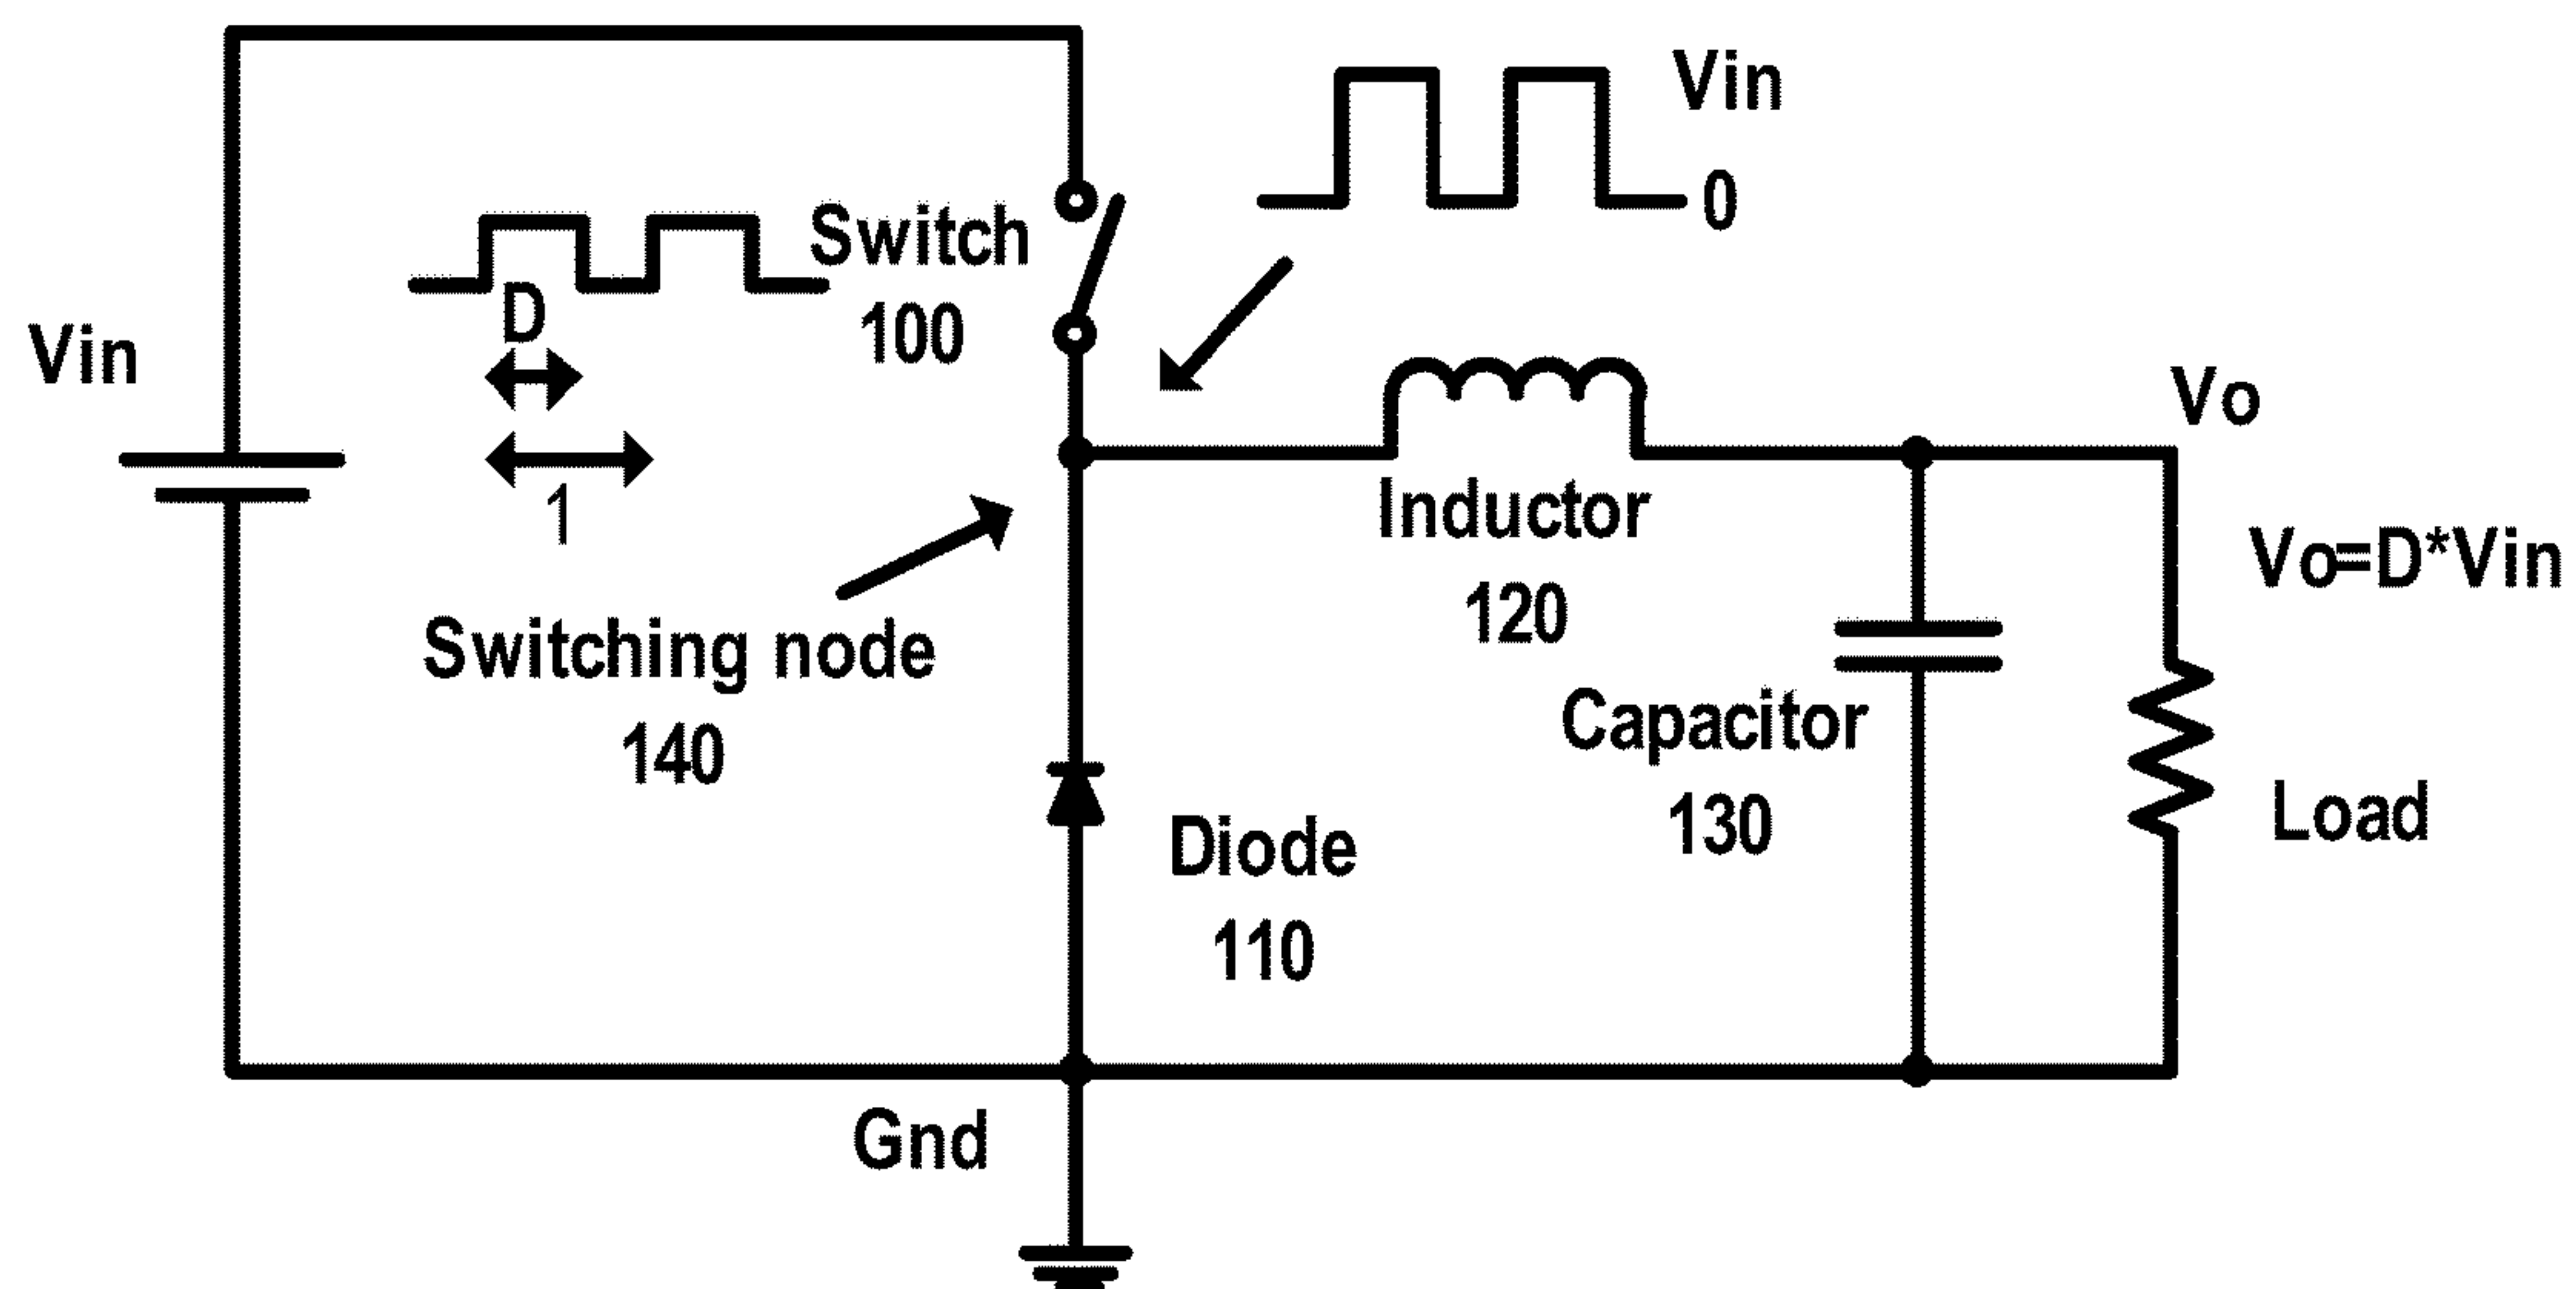 Vin
0
Switch
100
D
Vin
1
Vo
Inductor
120
Vo=D*Vin
Switching node
140
Capacitor
130
Load
Diode
110
Gnd